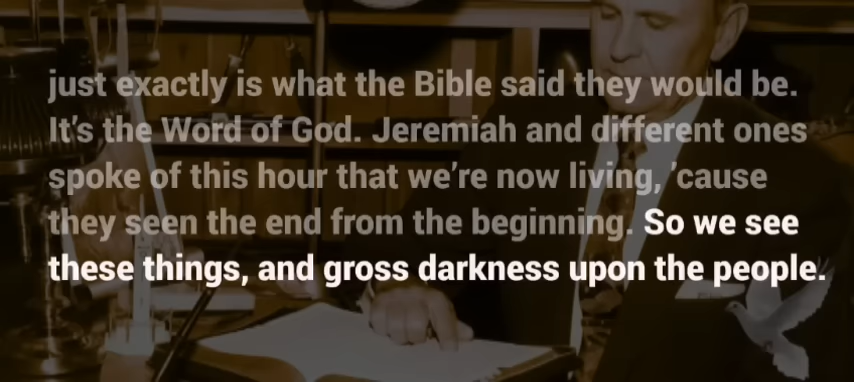 just exactly is what the Bible said they would be.
It's the Word of God. Jeremiah and different ones
spoke of this hour that we're now living, 'cause
they seen the end from the beginning. So we see
these things, and gross darkness upon the people.